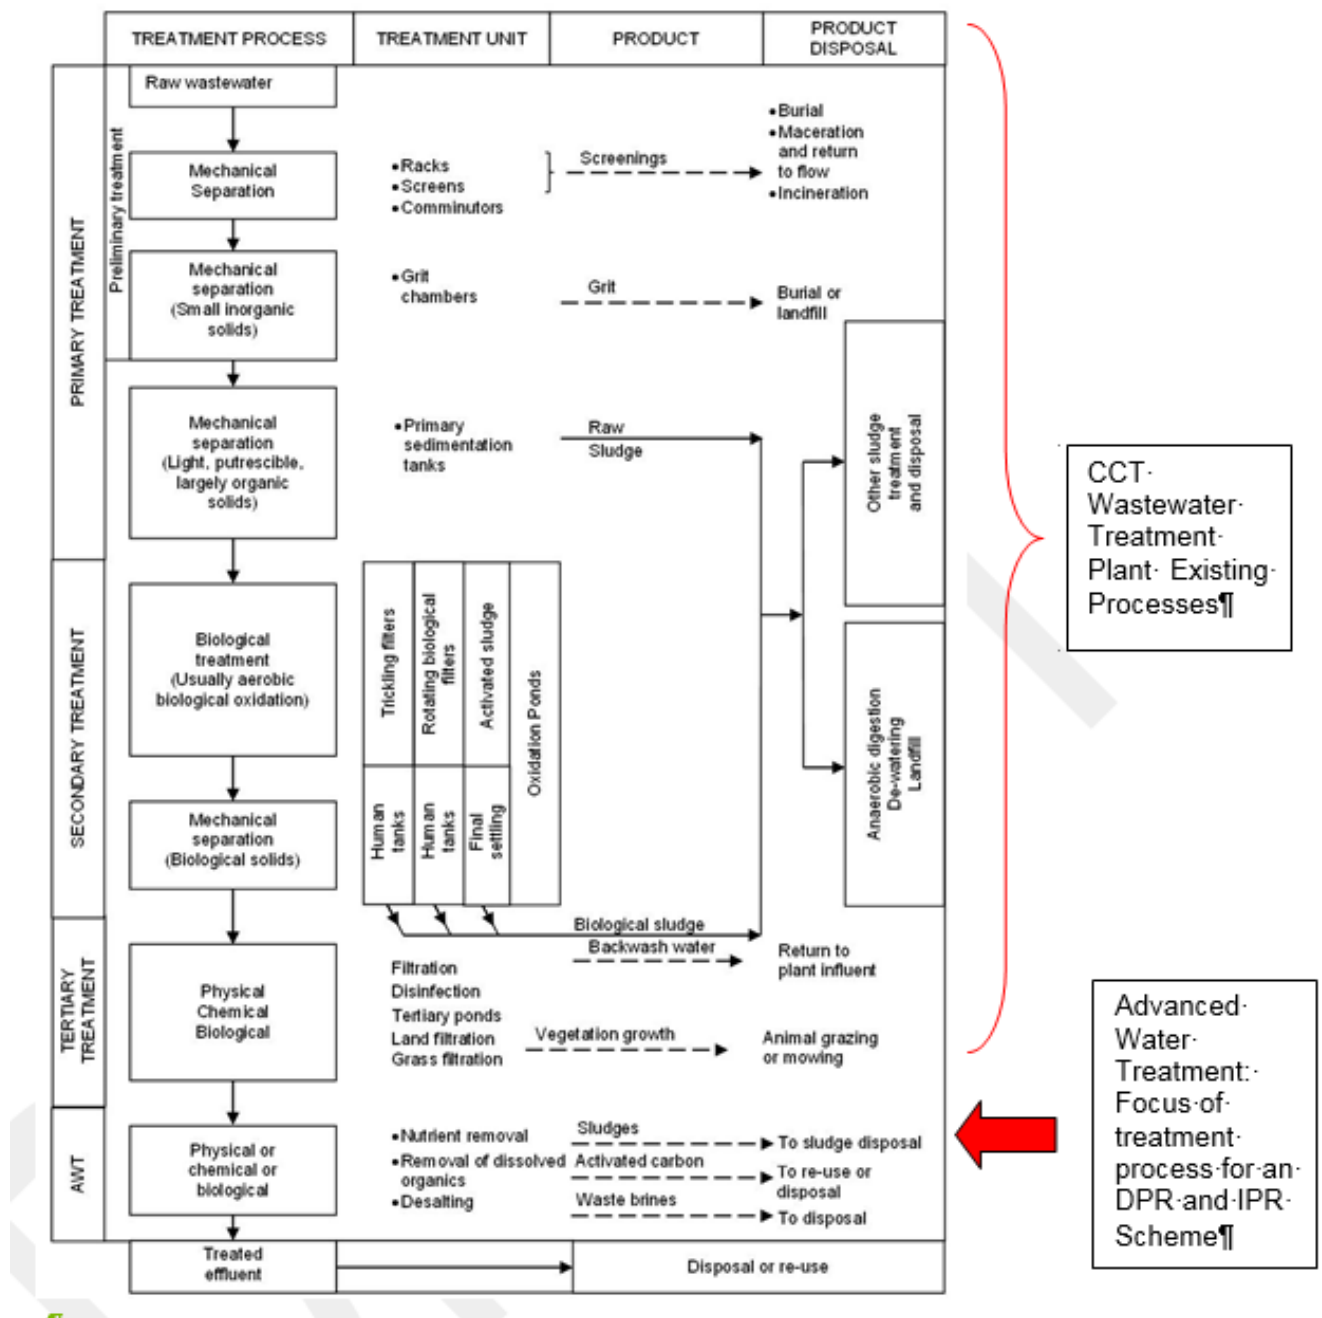 TREATMENT PROCESS
TREATMENT UNIT
PRODUCT
PRODUCT
DISPOSAL
PRIMARY TREATMENT
Preliminary treatment
Raw wastewater
Mechanical
Separation
•Racks
•Screens
•Comminutors
Screenings
•Burial
•Maceration
and return
to flow
•Incineration
Mechanical
separation
(Small inorganic
solids)
•Grit
chambers
Grit
Burial or
landfill
Mechanical
separation
(Light, putrescible,
largely organic
solids)
•Primary
sedimentation
tanks
Raw
Sludge
Other sludge
treatment
and disposal
SECONDARY TREATMENT
Biological
treatment
(Usually aerobic
biological oxidation)
Trickling filters
Rotating biological
filters
Activated sludge
Oxidation Ponds
Anaerobic digestion
De-watering
Landfill
Mechanical
separation
(Biological solids)
Human
tanks
Human
tanks
Final
settling
Biological sludge
TERTIARY
TREATMENT
Physical
Chemical
Biological
Filtration
Disinfection
Tertiary ponds
Land filtration
Grass filtration
Backwash water
Return to
plant influent
Vegetation growth
Animal grazing
or mowing
AWT
Physical or
chemical or
biological
•Nutrient removal
•Removal of dissolved
organics
•Desalting
Sludges
To sludge disposal
Activated carbon
To re-use or
disposal
Waste brines
To disposal
Treated
effluent
Disposal or re-use
CCT·
Wastewater·
Treatment·
Plant· Existing·
Processes¶
Advanced·
Water·
Treatment:·
Focus·of·
treatment·
process·for·an·
DPR·and·IPR·
Scheme¶